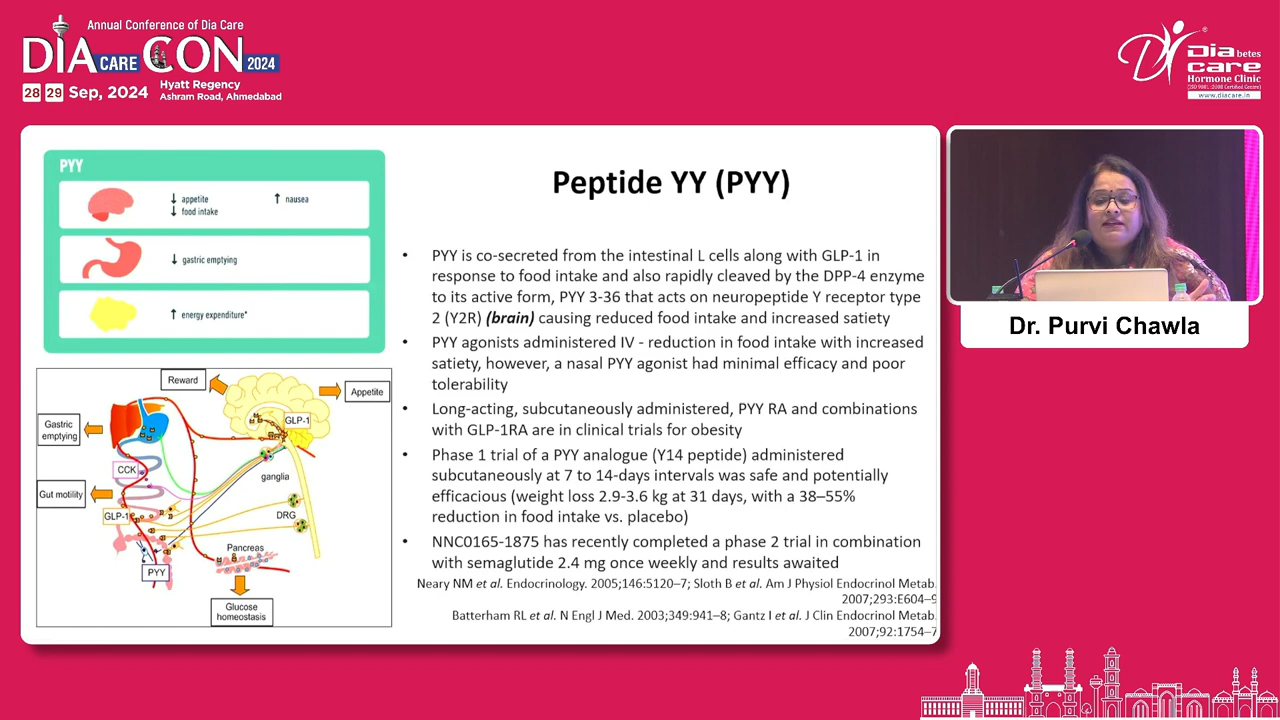 Annual Conference of Dia Care
DIA CARE CON 2024
28 29 Sep, 2024
Hyatt Regency
Ashram Road, Ahmedabad
Diabetes
care
Hormone Clinic
(ISO 9001 :2008 Certified Centre)
www.diacare.in
PYY
↓ appetite
↓ food intake
↑ nausea
↓ gastric emptying
↑ energy expenditure*
Reward
Appetite
GLP-1
Gastric
emptying
CCK
ganglia
Gut motility
GLP-1
DRG
Pancreas
PYY
Glucose
homeostasis
Peptide YY (PYY)
• PYY is co-secreted from the intestinal L cells along with GLP-1 in
response to food intake and also rapidly cleaved by the DPP-4 enzyme
to its active form, PYY 3-36 that acts on neuropeptide Y receptor type
2 (Y2R) (brain) causing reduced food intake and increased satiety
• PYY agonists administered IV - reduction in food intake with increased
satiety, however, a nasal PYY agonist had minimal efficacy and poor
tolerability
• Long-acting, subcutaneously administered, PYY RA and combinations
with GLP-1RA are in clinical trials for obesity
• Phase 1 trial of a PYY analogue (Y14 peptide) administered
subcutaneously at 7 to 14-days intervals was safe and potentially
efficacious (weight loss 2.9-3.6 kg at 31 days, with a 38–55%
reduction in food intake vs. placebo)
• NNC0165-1875 has recently completed a phase 2 trial in combination
with semaglutide 2.4 mg once weekly and results awaited
Neary NM et al. Endocrinology. 2005;146:5120–7; Sloth B et al. Am J Physiol Endocrinol Metab.
2007;293:E604–9
Batterham RL et al. N Engl J Med. 2003;349:941–8; Gantz I et al. J Clin Endocrinol Metab.
2007;92:1754–7
Dr. Purvi Chawla